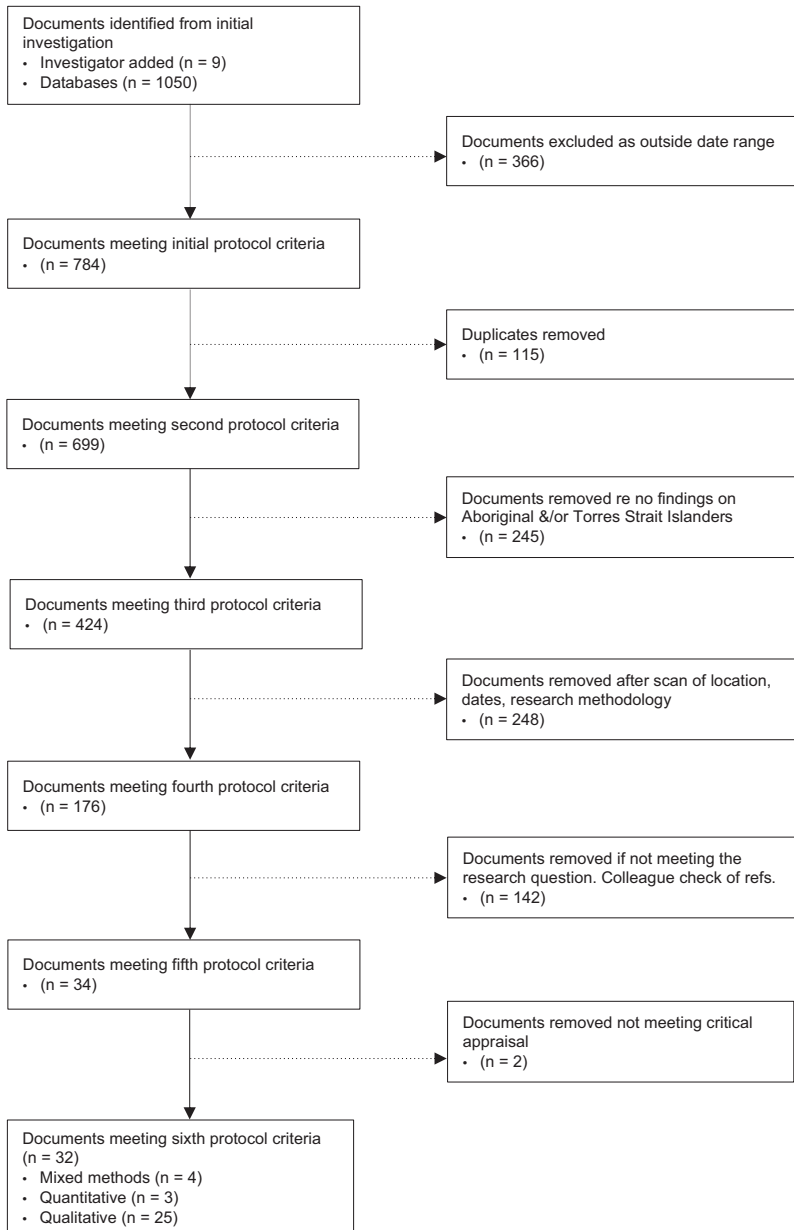 Documents identified from initial
investigation
• Investigator added (n = 9)
• Databases (n = 1050)
Documents excluded as outside date range
• (n = 366)
Documents meeting initial protocol criteria
• (n = 784)
Duplicates removed
• (n = 115)
Documents meeting second protocol criteria
• (n = 699)
Documents removed re no findings on
Aboriginal &/or Torres Strait Islanders
• (n = 245)
Documents meeting third protocol criteria
• (n = 424)
Documents removed after scan of location,
dates, research methodology
• (n = 248)
Documents meeting fourth protocol criteria
• (n = 176)
Documents removed if not meeting the
research question. Colleague check of refs.
• (n = 142)
Documents meeting fifth protocol criteria
• (n = 34)
Documents removed not meeting critical
appraisal
• (n = 2)
Documents meeting sixth protocol criteria
(n = 32)
• Mixed methods (n = 4)
• Quantitative (n = 3)
• Qualitative (n = 25)